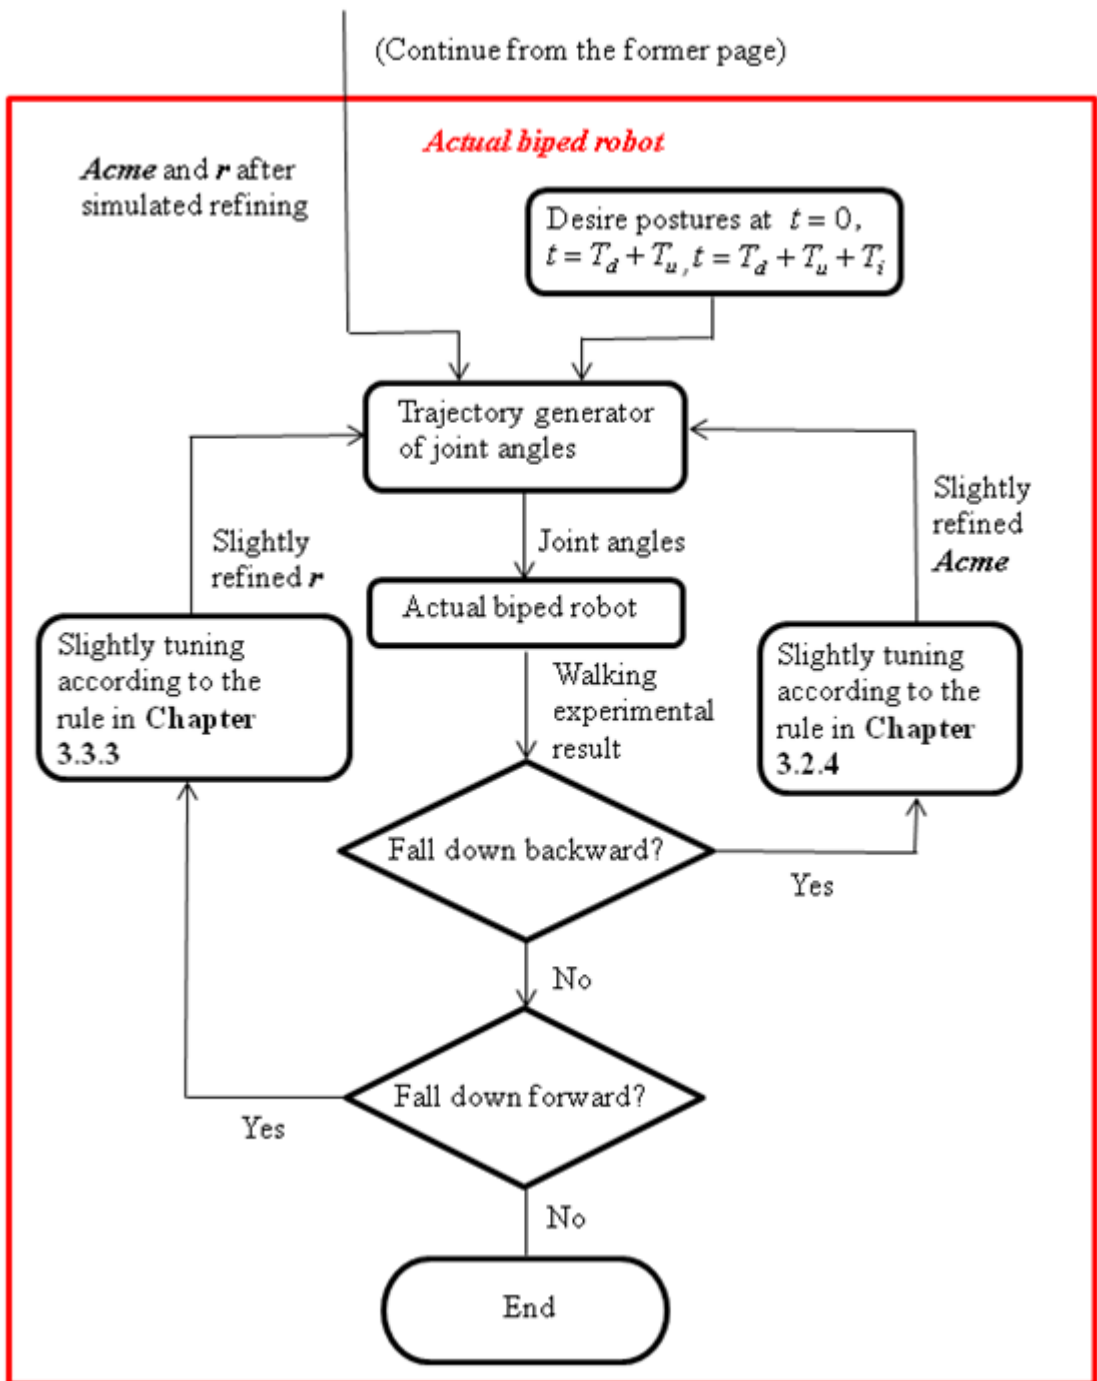 (Continue from the former page)
Actual biped robot
Acme and r after
simulated refining
Desire postures at t = 0,
t = T_d + T_u, t = T_d + T_u + T_i
Trajectory generator
of joint angles
Slightly
refined r
Joint angles
Slightly
refined
Acme
Actual biped robot
Slightly tuning
according to the
rule in Chapter
3.3.3
Walking
experimental
result
Slightly tuning
according to the
rule in Chapter
3.2.4
Fall down backward?
Yes
No
Fall down forward?
Yes
No
End